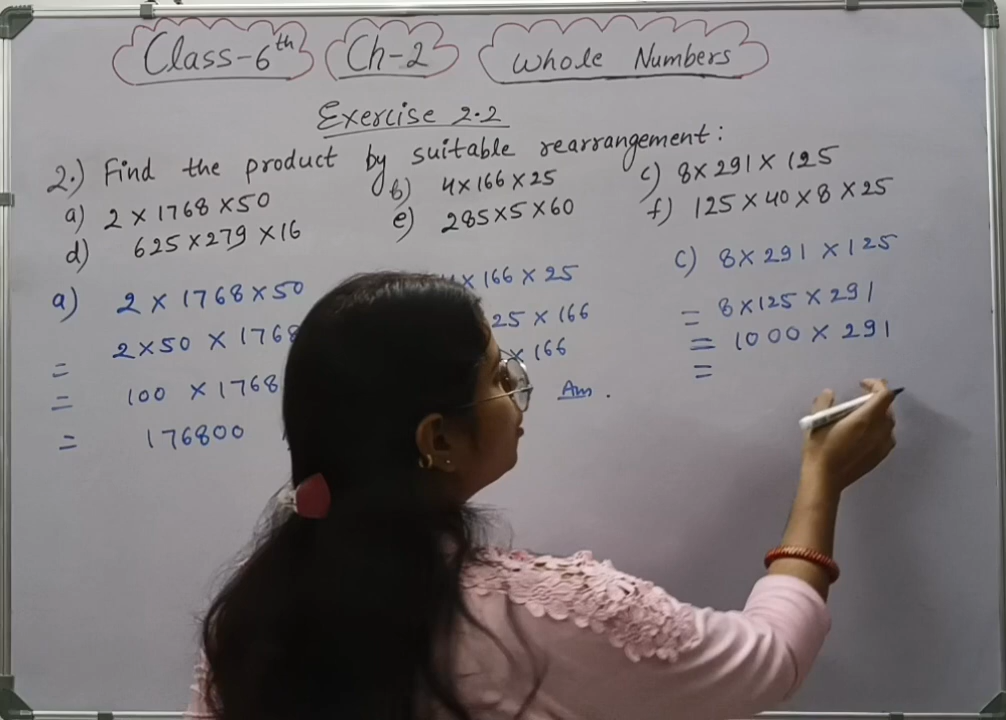 Class-6th Ch-2 Whole Numbers
Exercise 2.2
2.) Find the product by suitable rearrangement:
a) 2 × 1768 × 50 b) 4 × 166 × 25 c) 8 × 291 × 125
d) 625 × 279 × 16 e) 285 × 5 × 60 f) 125 × 40 × 8 × 25
a) 2 × 1768 × 50
= 2 × 50 × 1768
= 100 × 1768
= 176800
× 166 × 25
25 × 166
× 166
Ans.
c) 8 × 291 × 125
= 8 × 125 × 291
= 1000 × 291
=